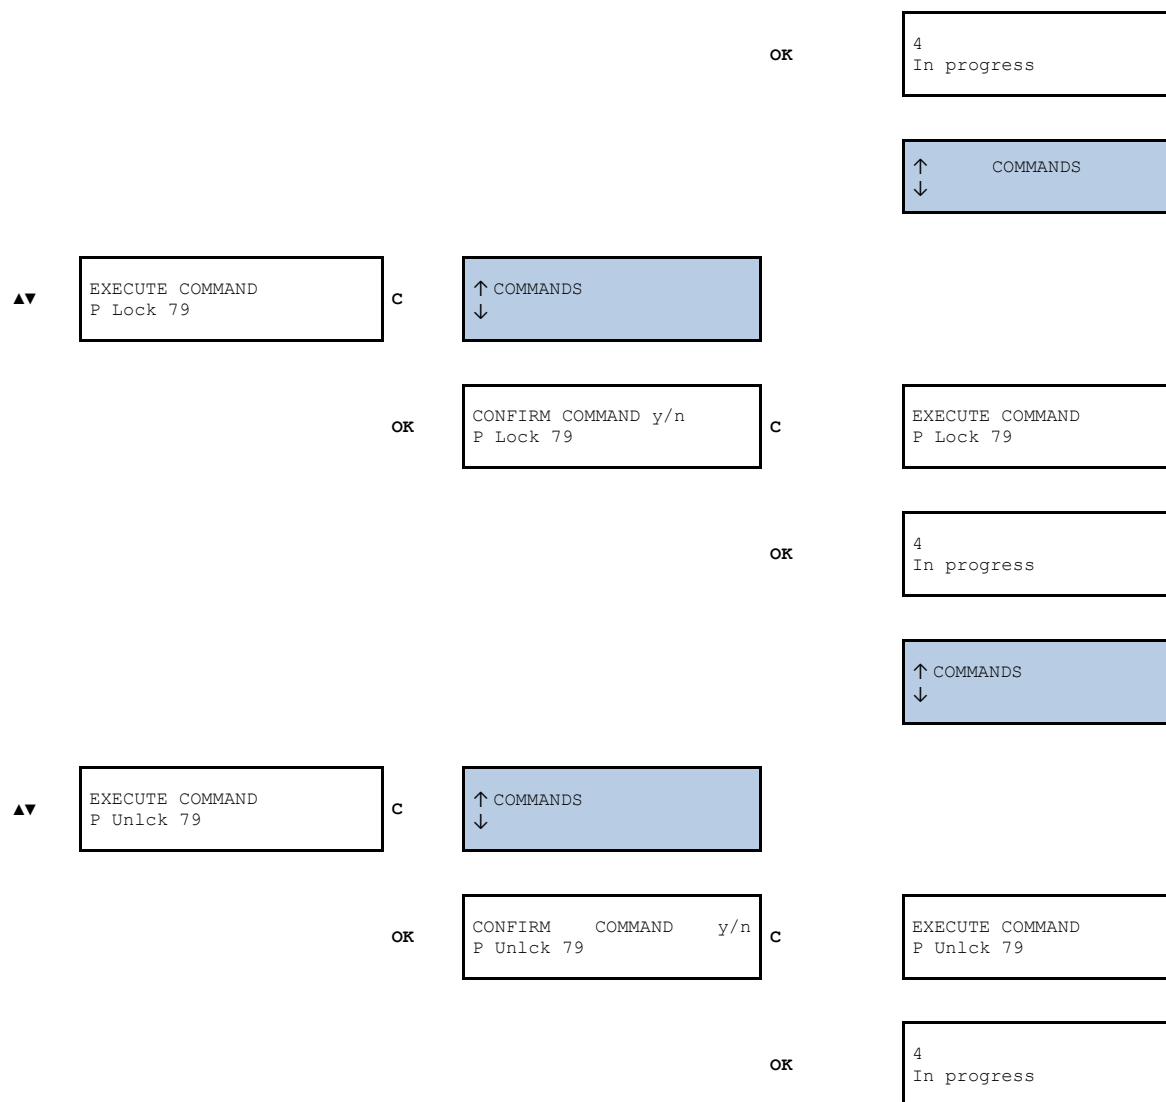 OK
4
In progress
↑ COMMANDS
↓
▲▼
EXECUTE COMMAND
P Lock 79
C
↑ COMMANDS
↓
OK
CONFIRM COMMAND y/n
P Lock 79
C
EXECUTE COMMAND
P Lock 79
OK
4
In progress
↑ COMMANDS
↓
▲▼
EXECUTE COMMAND
P Unlck 79
C
↑ COMMANDS
↓
OK
CONFIRM COMMAND y/n
P Unlck 79
C
EXECUTE COMMAND
P Unlck 79
OK
4
In progress